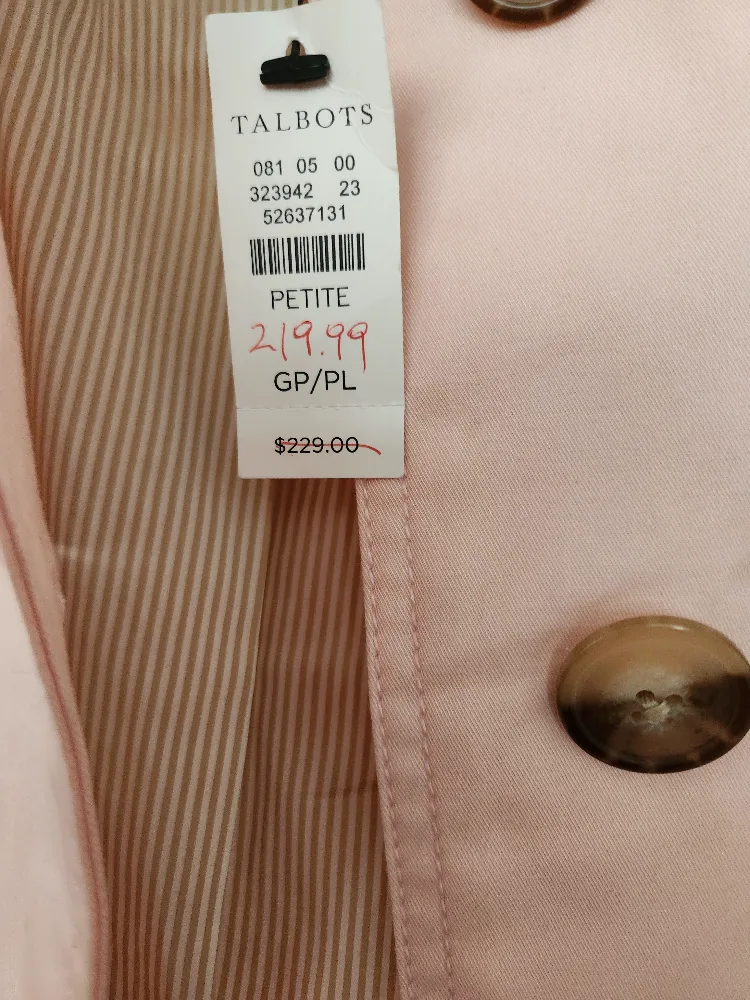 TALBOTS
081 05 00
323942 23
52637131
PETITE
219.99
GP/PL
$229.00